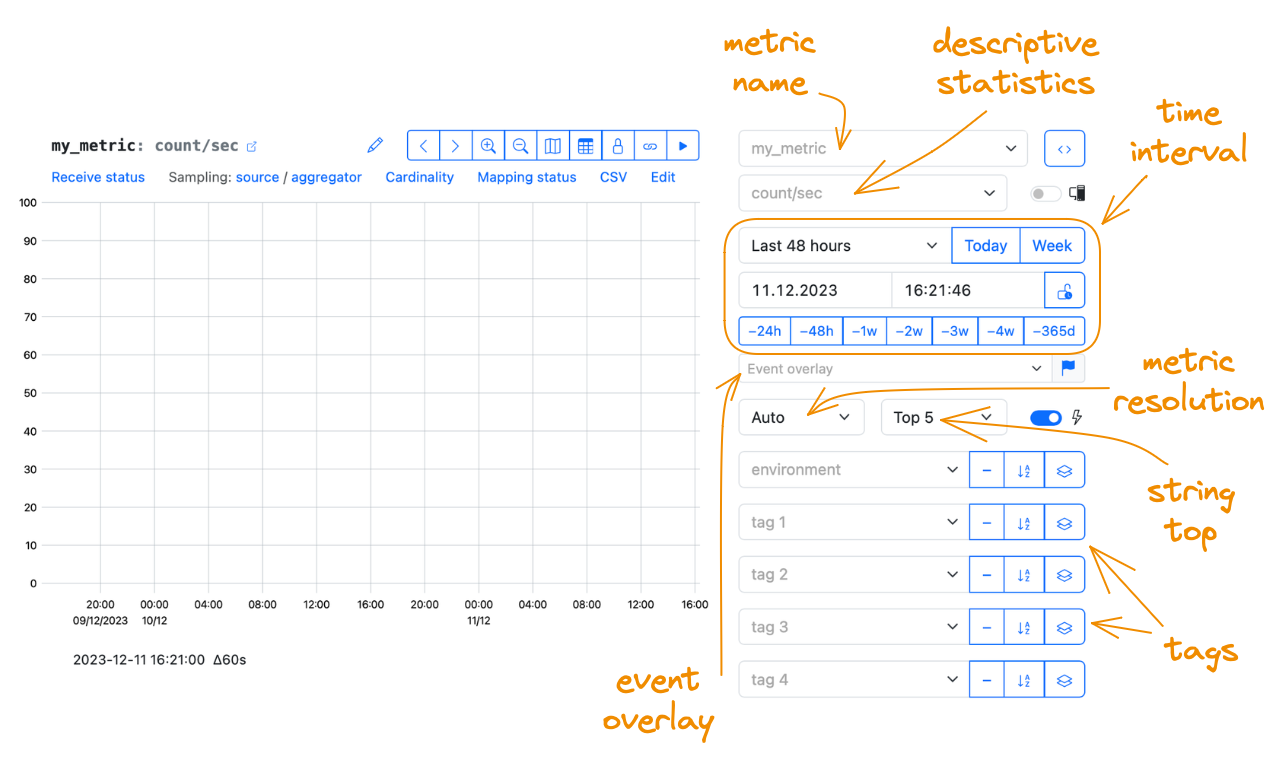 metric
name
descriptive
statistics
time
interval
my_metric: count/sec
Receive status Sampling: source / aggregator Cardinality Mapping status CSV Edit
100
90
80
70
60
50
40
30
20
10
0
20:00 00:00 04:00 08:00 12:00 16:00 20:00 00:00 04:00 08:00 12:00 16:00
09/12/2023 10/12 11/12
2023-12-11 16:21:00 Δ60s
my_metric
count/sec
Last 48 hours Today Week
11.12.2023 16:21:46
−24h −48h −1w −2w −3w −4w −365d
Event overlay
metric
resolution
Auto Top 5
environment
tag 1
tag 2
tag 3
tag 4
string
top
tags
event
overlay